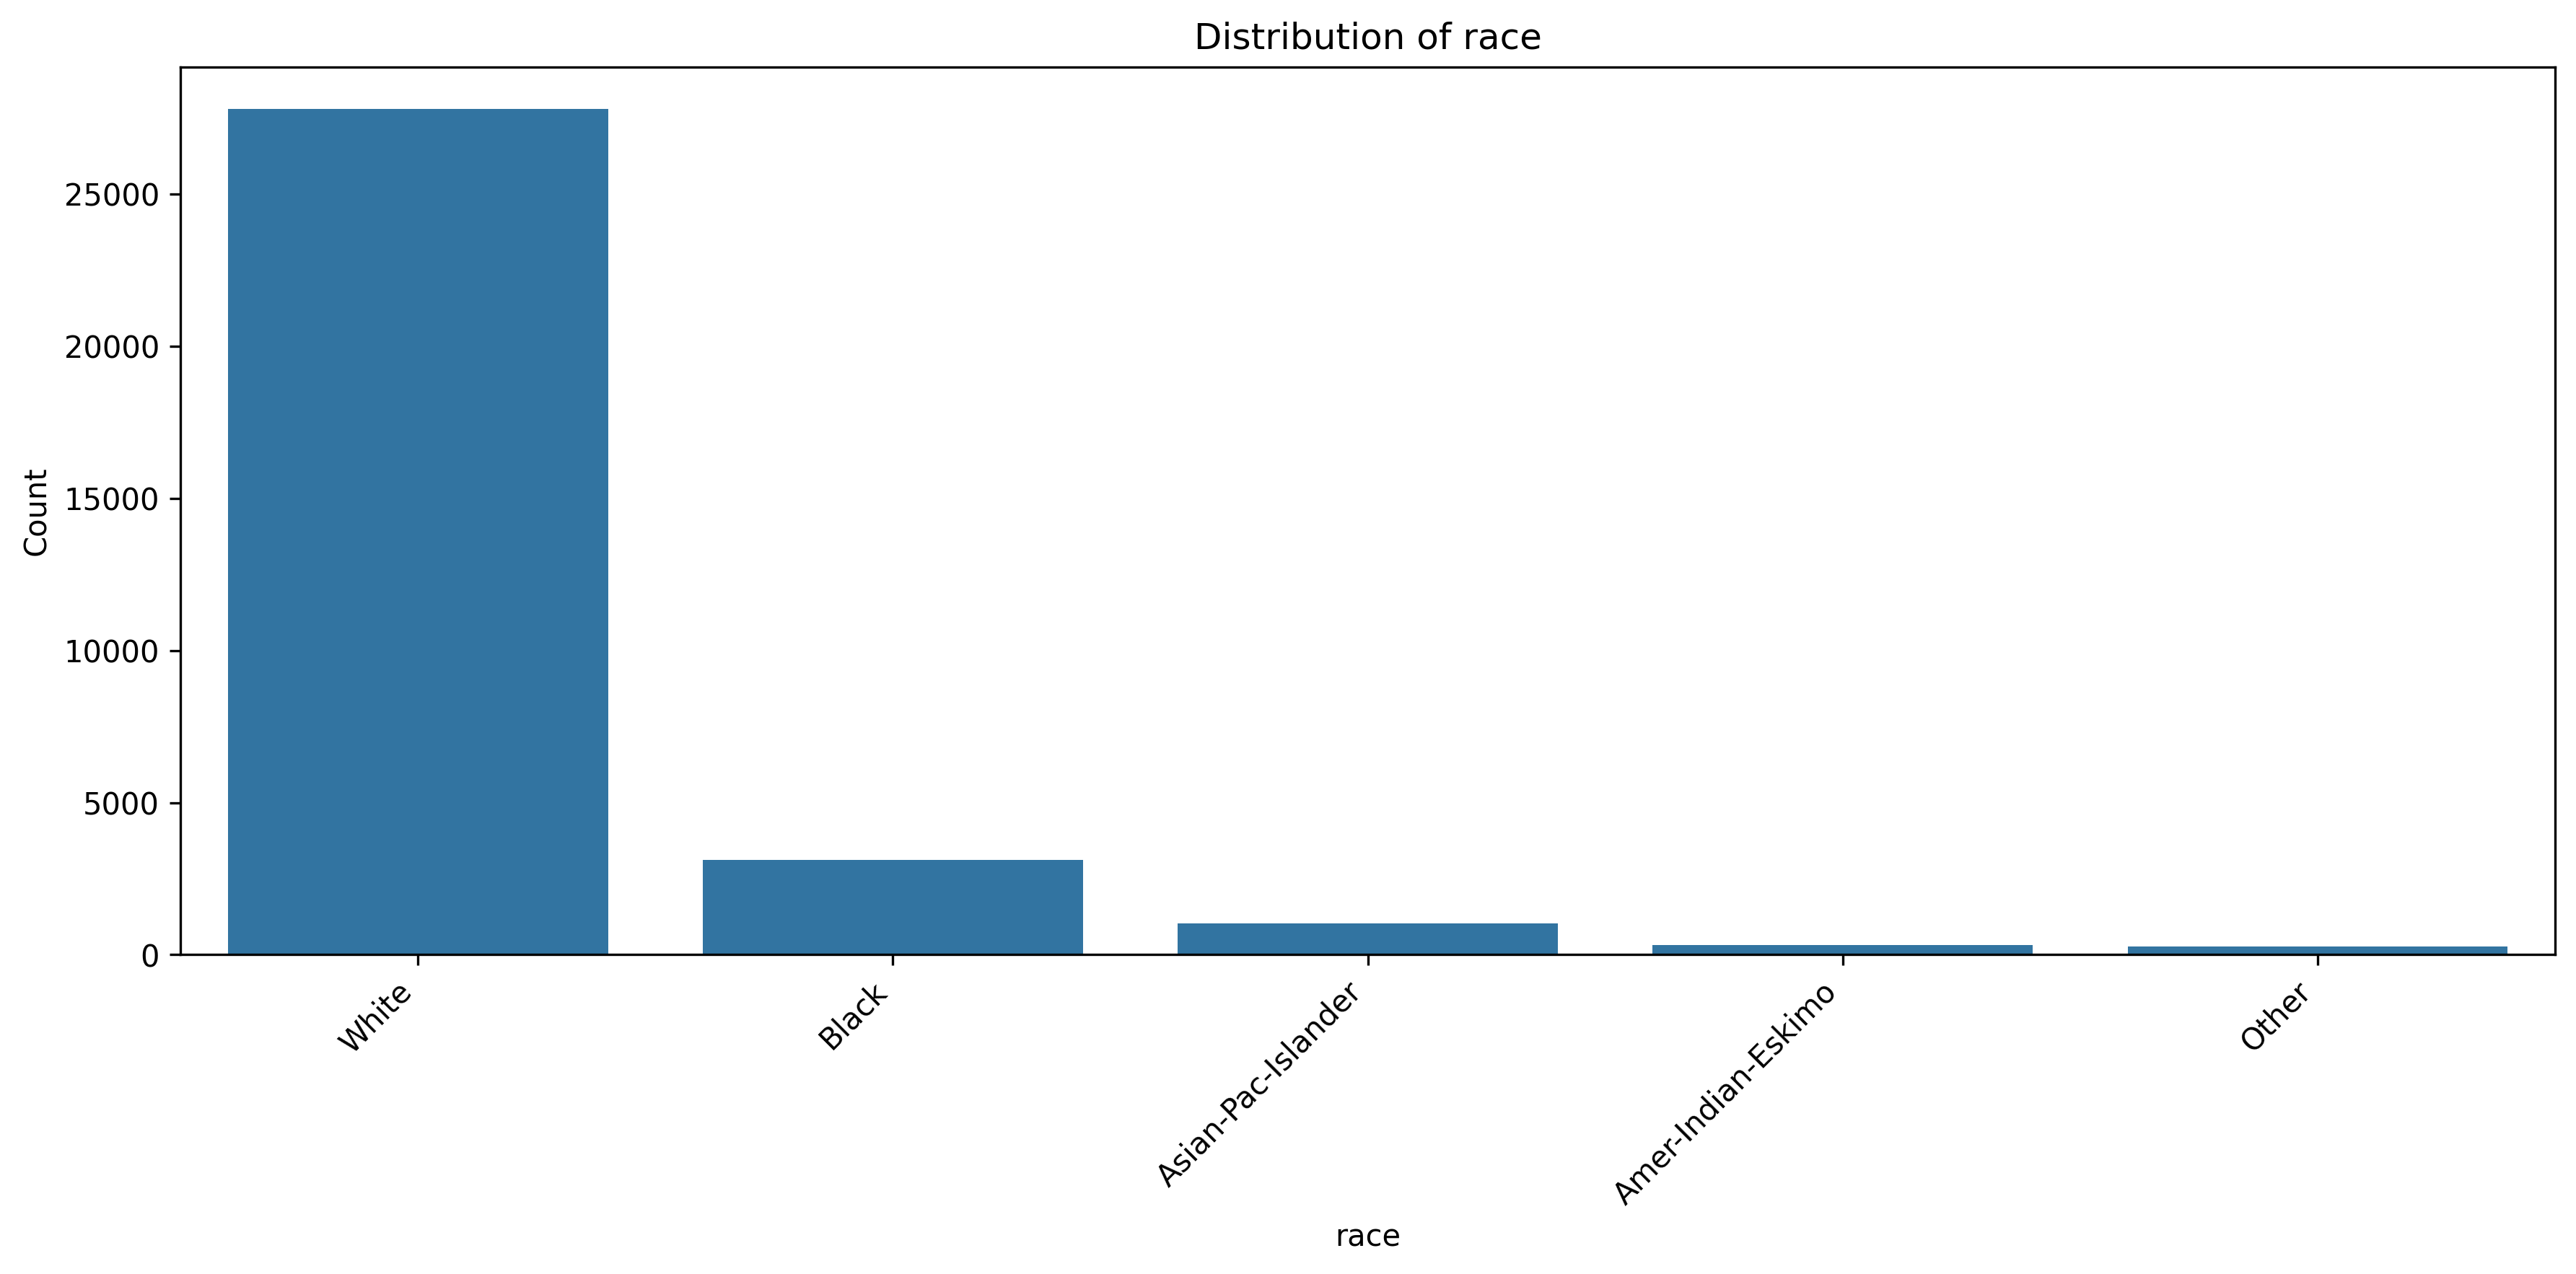 Distribution of race
Count
25000
20000
15000
10000
5000
0
White
Black
Asian-Pac-Islander
Amer-Indian-Eskimo
Other
race